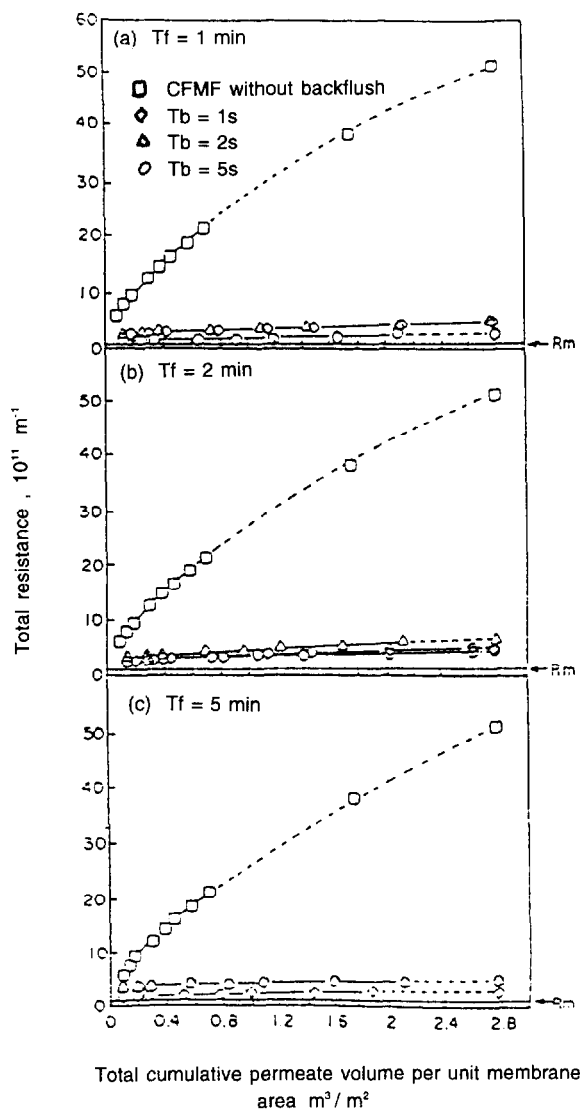 60
(a) Tf = 1 min
50
CFMF without backflush
40
Tb = 1s
Tb = 2s
30
Tb = 5s
20
10
0
Rm
(b) Tf = 2 min
50
40
30
20
10
0
Rm
(c) Tf = 5 min
50
40
30
20
10
0
Rm
0 0.4 0.8 1.2 1.6 2 2.4 2.8
Total resistance , 10¹¹ m⁻¹
Total cumulative permeate volume per unit membrane
area m³/m²